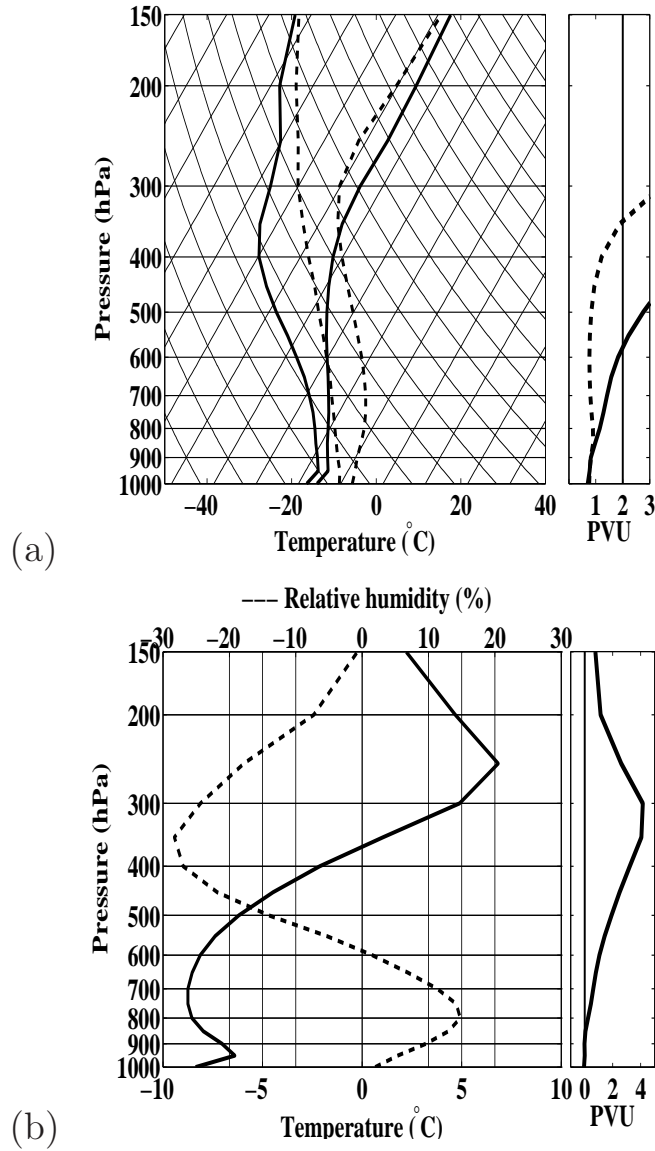 150
200
300
400
500
600
700
800
900
1000
Pressure (hPa)
−40 −20 0 20 40
Temperature (°C)
1 2 3
PVU
(a)
−−− Relative humidity (%)
−30 −20 −10 0 10 20 30
150
200
300
400
500
600
700
800
900
1000
Pressure (hPa)
−10 −5 0 5 10
Temperature (°C)
0 2 4
PVU
(b)